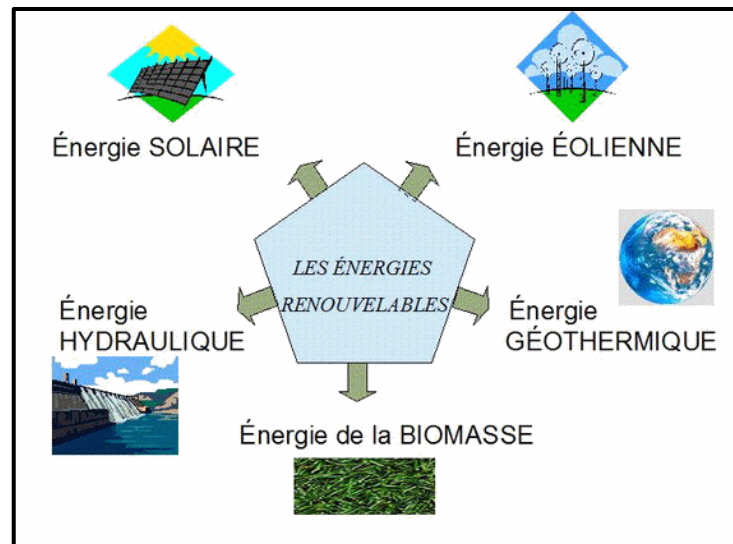 Énergie SOLAIRE
Énergie ÉOLIENNE
LES ÉNERGIES
RENOUVELABLES
Énergie
HYDRAULIQUE
Énergie
GÉOTHERMIQUE
Énergie de la BIOMASSE